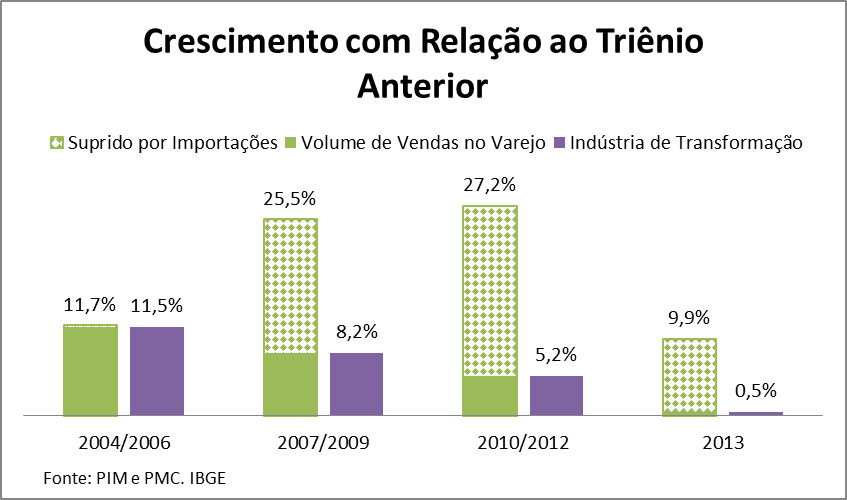 Crescimento com Relação ao Triênio
Anterior
Suprido por Importações Volume de Vendas no Varejo Indústria de Transformação
11,7% 11,5% 25,5% 8,2% 27,2% 5,2% 9,9% 0,5%
2004/2006 2007/2009 2010/2012 2013
Fonte: PIM e PMC. IBGE